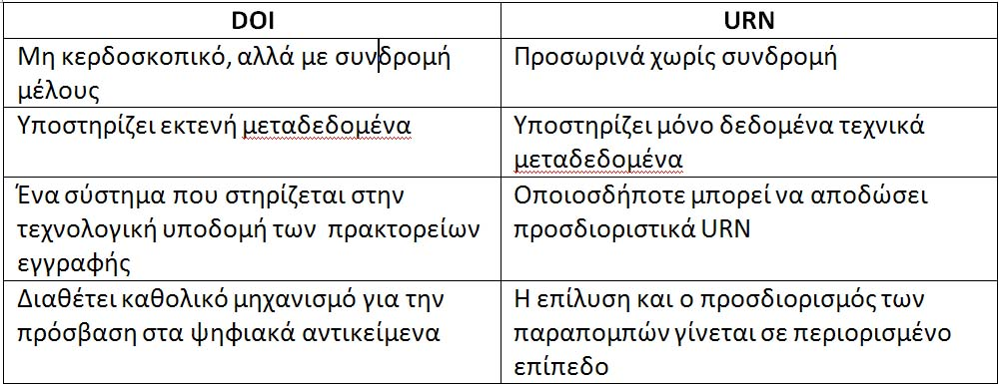 DOI
URN
Μη κερδοσκοπικό, αλλά με συνδρομή
μέλους
Προσωρινά χωρίς συνδρομή
Υποστηρίζει εκτενή μεταδεδομένα
Υποστηρίζει μόνο δεδομένα τεχνικά
μεταδεδομένα
Ένα σύστημα που στηρίζεται στην
τεχνολογική υποδομή των πρακτορείων
εγγραφής
Οποιοσδήποτε μπορεί να αποδώσει
προσδιοριστικά URN
Διαθέτει καθολικό μηχανισμό για την
πρόσβαση στα ψηφιακά αντικείμενα
Η επίλυση και ο προσδιορισμός των
παραπομπών γίνεται σε περιορισμένο
επίπεδο